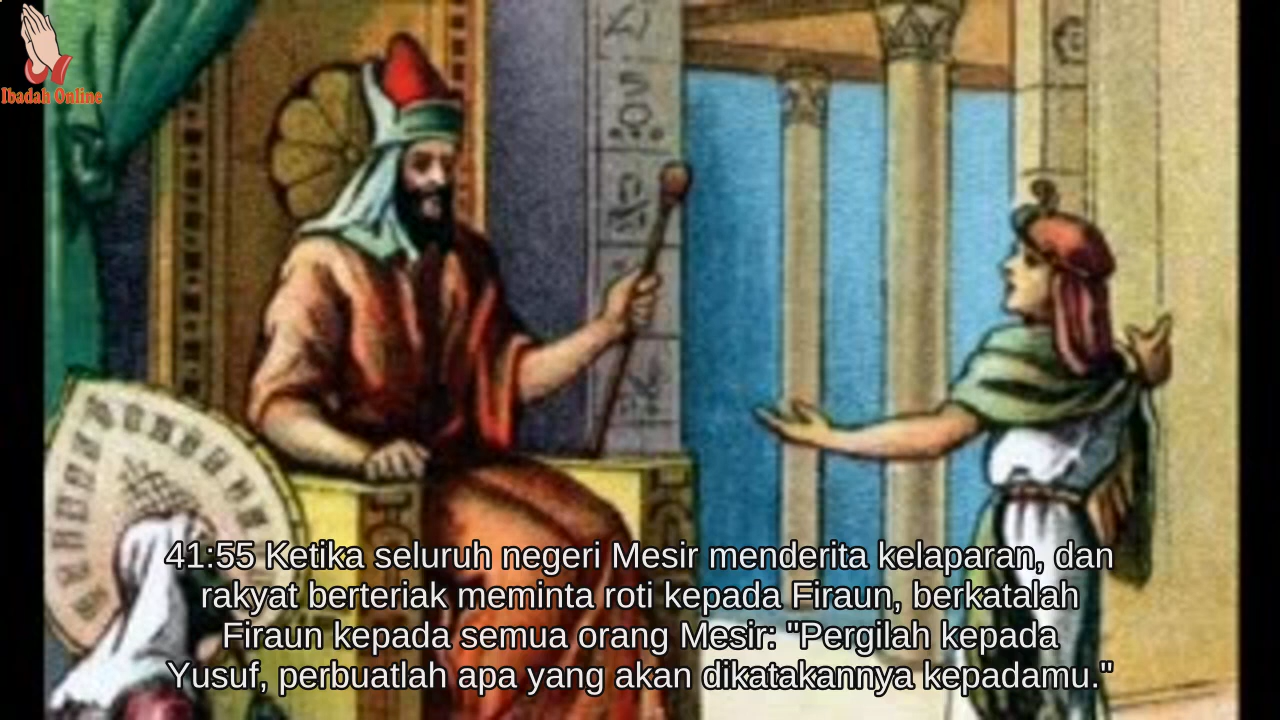 Ibadah Online
41:55 Ketika seluruh negeri Mesir menderita kelaparan, dan
rakyat berteriak meminta roti kepada Firaun, berkatalah
Firaun kepada semua orang Mesir: "Pergilah kepada
Yusuf, perbuatlah apa yang akan dikatakannya kepadamu."